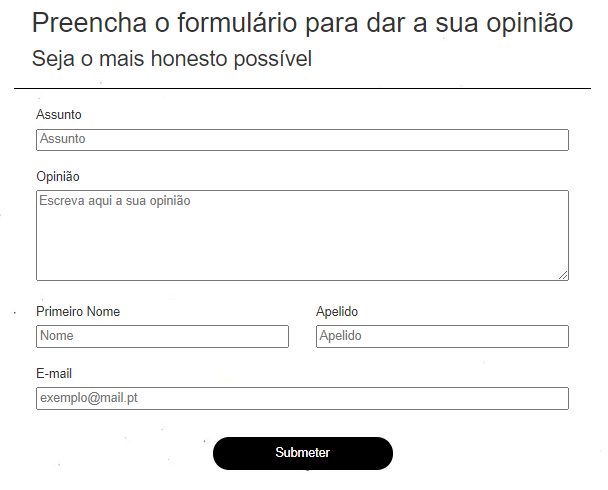 Preencha o formulário para dar a sua opinião
Seja o mais honesto possível
Assunto
Assunto
Opinião
Escreva aqui a sua opinião
Primeiro Nome Apelido
Nome Apelido
E-mail
exemplo@mail.pt
Submeter